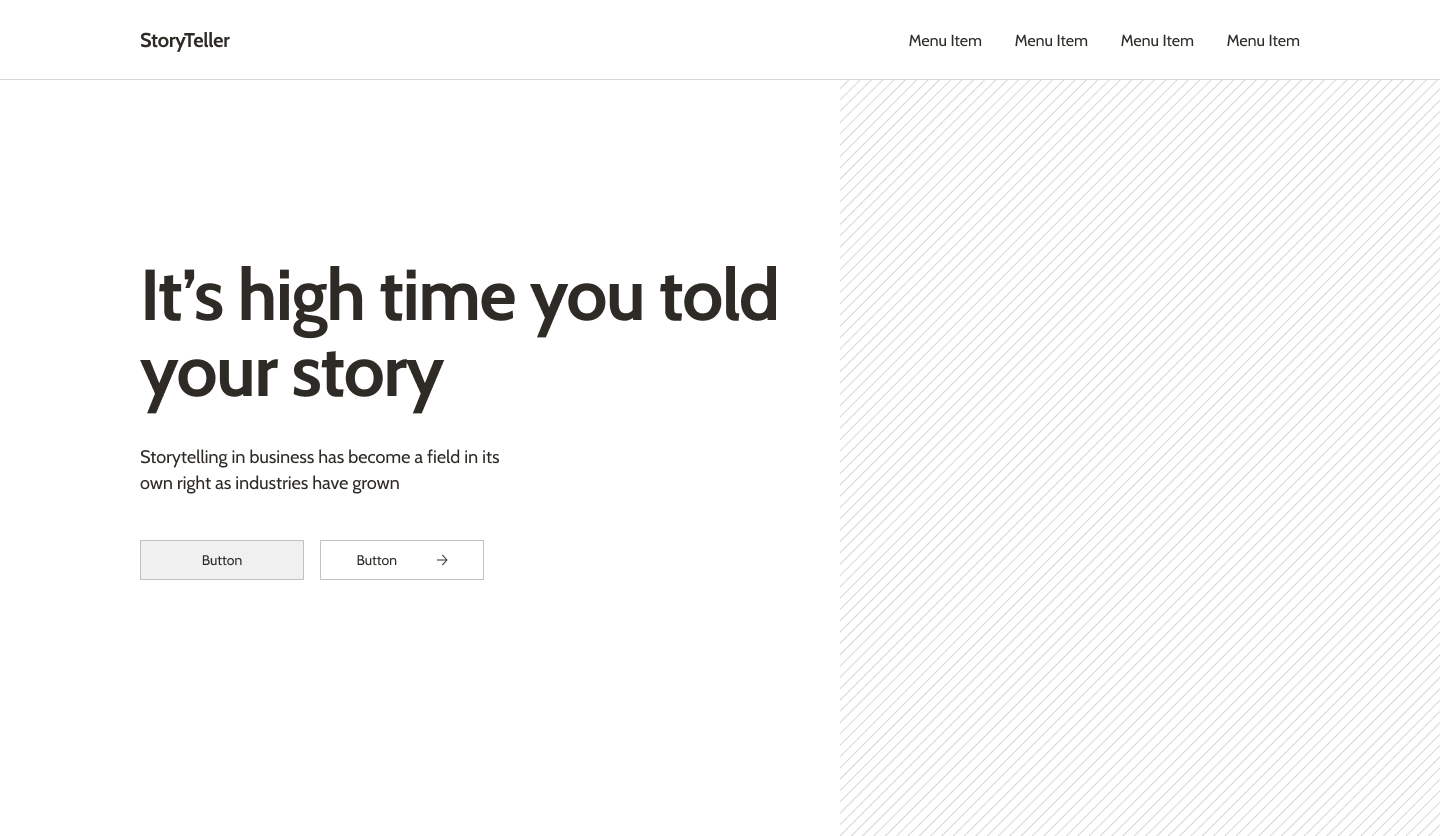 StoryTeller
Menu Item Menu Item Menu Item Menu Item
It’s high time you told
your story
Storytelling in business has become a field in its
own right as industries have grown
Button
Button →